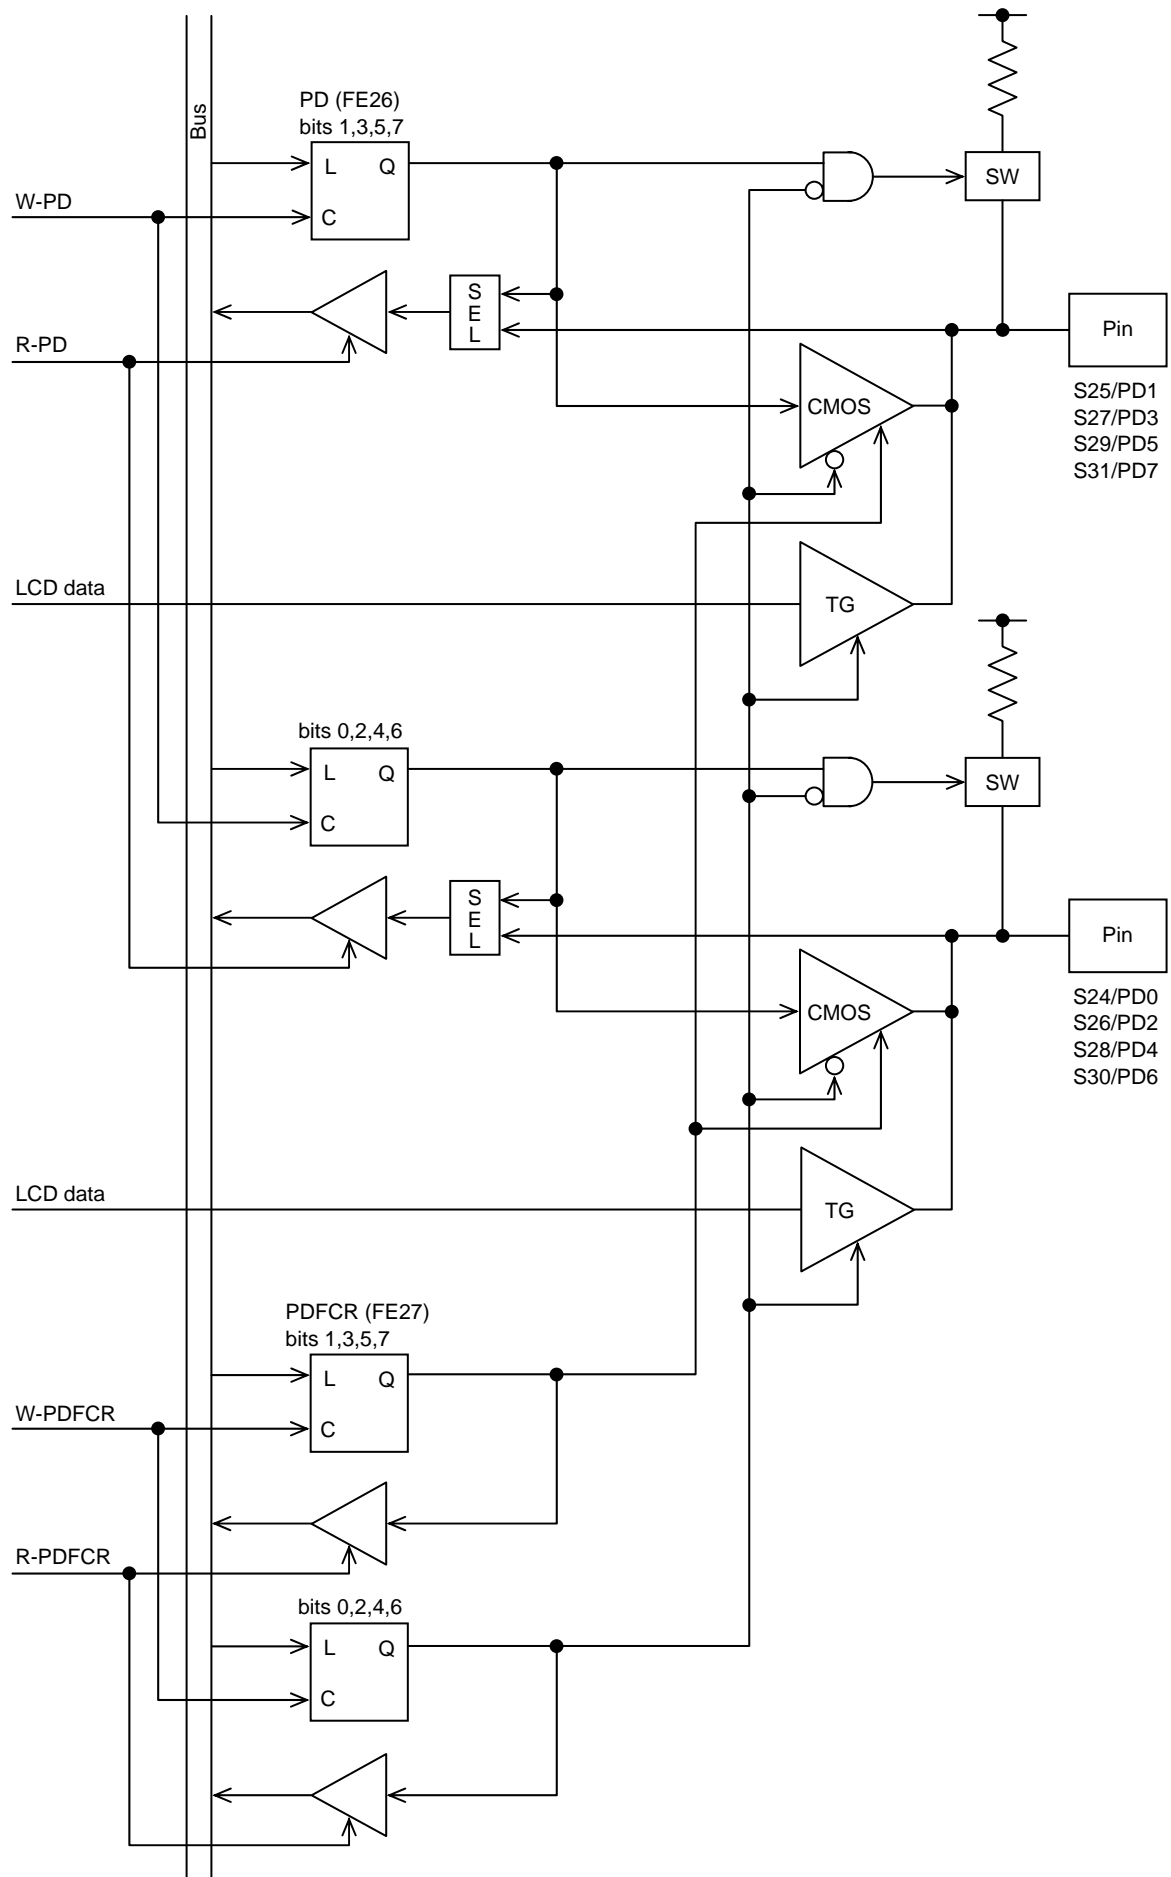 Bus
PD (FE26)
bits 1,3,5,7
L Q
C
SW
W-PD
SEL
R-PD
Pin
CMOS
S25/PD1
S27/PD3
S29/PD5
S31/PD7
LCD data
TG
bits 0,2,4,6
L Q
C
SW
SEL
Pin
CMOS
S24/PD0
S26/PD2
S28/PD4
S30/PD6
LCD data
TG
PDFCR (FE27)
bits 1,3,5,7
L Q
C
W-PDFCR
R-PDFCR
bits 0,2,4,6
L Q
C